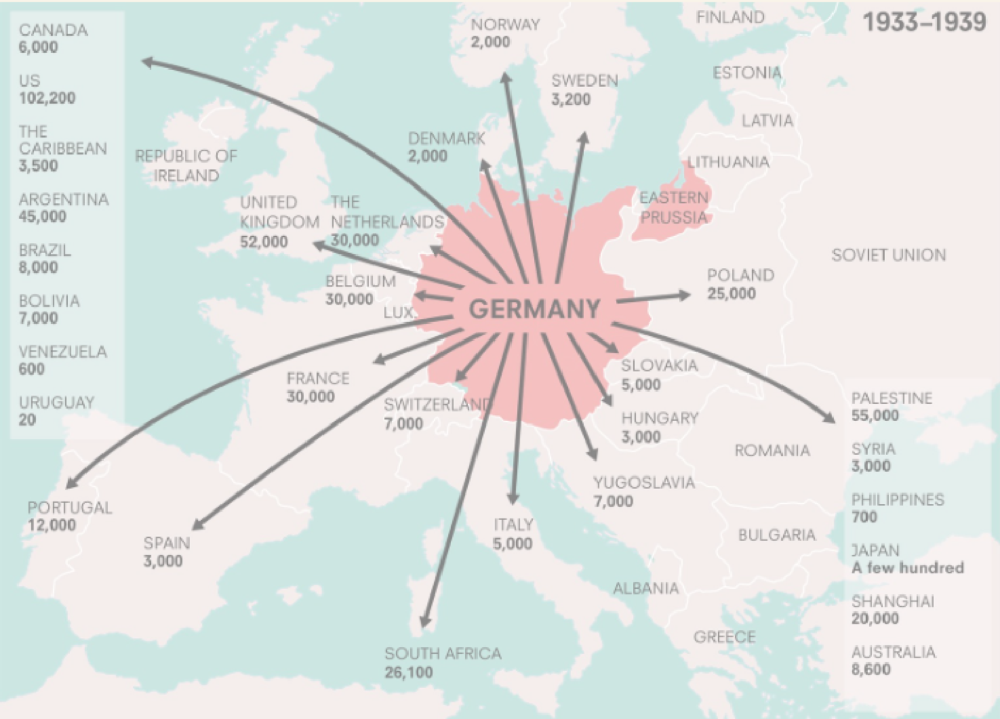 CANADA
6,000
US
102,200
THE
CARIBBEAN
3,500
ARGENTINA
45,000
BRAZIL
8,000
BOLIVIA
7,000
VENEZUELA
600
URUGUAY
20
1933–1939
NORWAY
2,000
FINLAND
SWEDEN
3,200
ESTONIA
LATVIA
LITHUANIA
DENMARK
2,000
REPUBLIC OF
IRELAND
UNITED
KINGDOM
52,000
THE
NETHERLANDS
30,000
EASTERN
PRUSSIA
SOVIET UNION
BELGIUM
30,000
LUX.
GERMANY
POLAND
25,000
FRANCE
30,000
SWITZERLAND
7,000
SLOVAKIA
5,000
HUNGARY
3,000
ROMANIA
YUGOSLAVIA
7,000
PORTUGAL
12,000
SPAIN
3,000
ITALY
5,000
BULGARIA
ALBANIA
GREECE
SOUTH AFRICA
26,100
PALESTINE
55,000
SYRIA
3,000
PHILIPPINES
700
JAPAN
A few hundred
SHANGHAI
20,000
AUSTRALIA
8,600